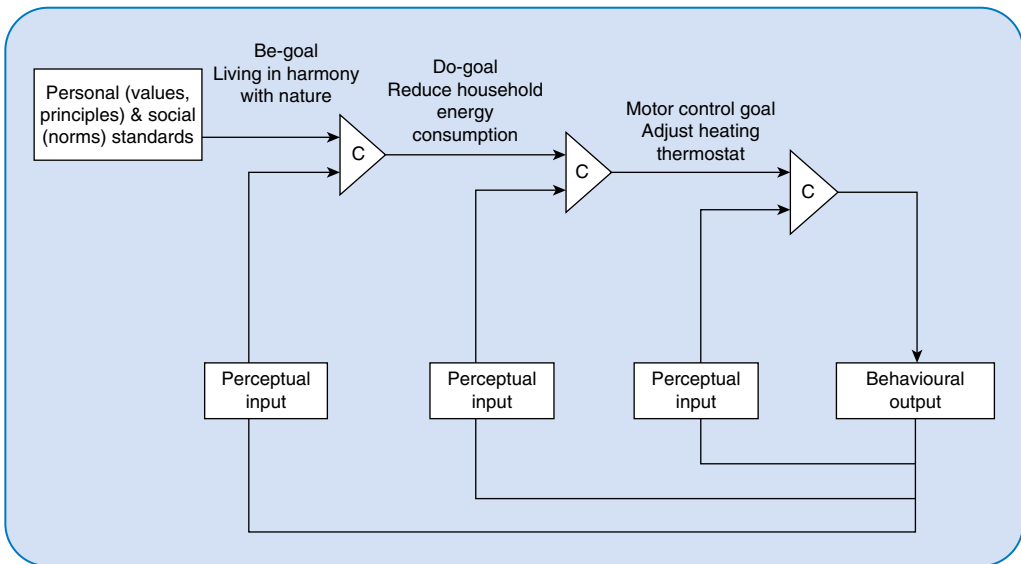 Be-goal
Living in harmony
with nature
Do-goal
Reduce household
energy
consumption
Motor control goal
Adjust heating
thermostat
Personal (values,
principles) & social
(norms) standards
C
C
C
Perceptual
input
Perceptual
input
Perceptual
input
Behavioural
output